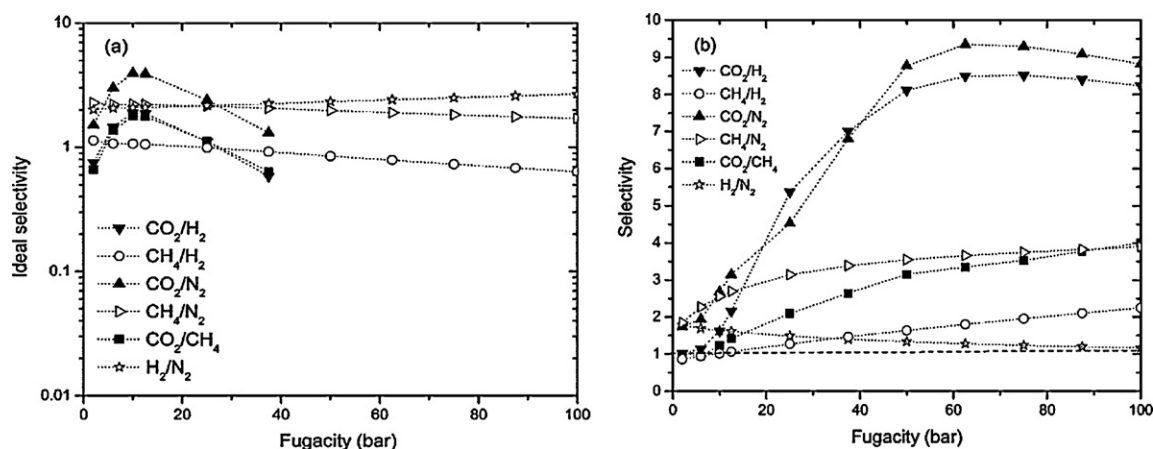 (a)
Ideal selectivity
10
1
0.1
0.01
CO₂/H₂
CH₄/H₂
CO₂/N₂
CH₄/N₂
CO₂/CH₄
H₂/N₂
0 20 40 60 80 100
Fugacity (bar)
(b)
Selectivity
10
9
8
7
6
5
4
3
2
1
0
CO₂/H₂
CH₄/H₂
CO₂/N₂
CH₄/N₂
CO₂/CH₄
H₂/N₂
0 20 40 60 80 100
Fugacity (bar)